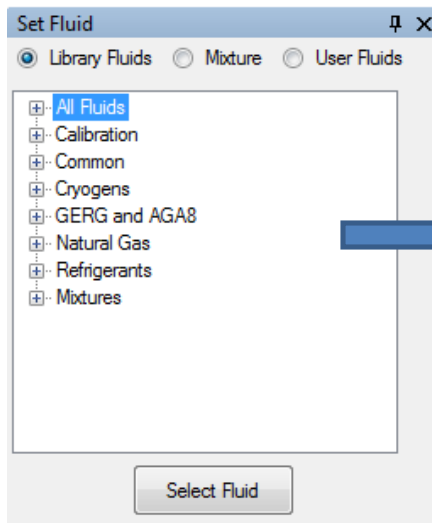 Set Fluid
Library Fluids Mixture User Fluids
All Fluids
Calibration
Common
Cryogens
GERG and AGA8
Natural Gas
Refrigerants
Mixtures
Select Fluid